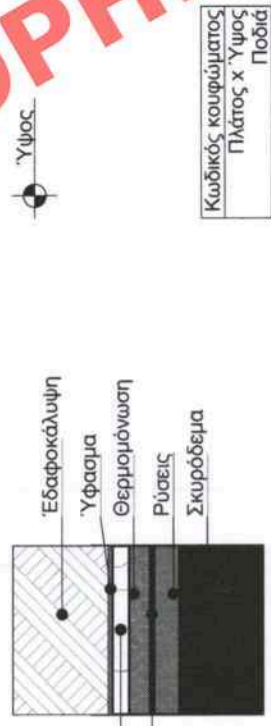 Έδαφοκάλυψη
Ύφασμα
Θερμομόνωση
Ρύσεις
Σκυρόδεμα
Ύψος
Κωδικός κουφώματος
Πλάτος x Ύψος
Ποδιά